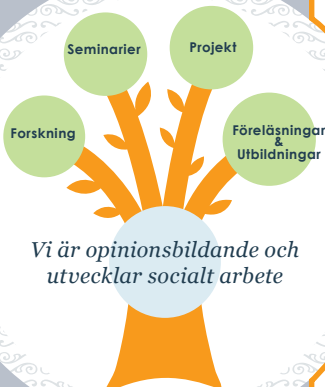 Seminarier
Projekt
Forskning
Föreläsningar
&
Utbildningar
Vi är opinionsbildande och
utvecklar socialt arbete